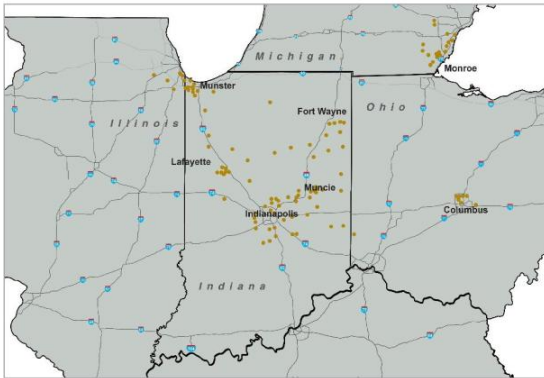 Michigan
Monroe
Munster
Fort Wayne
Ohio
Illinois
Lafayette
Muncie
Columbus
Indianapolis
Indiana